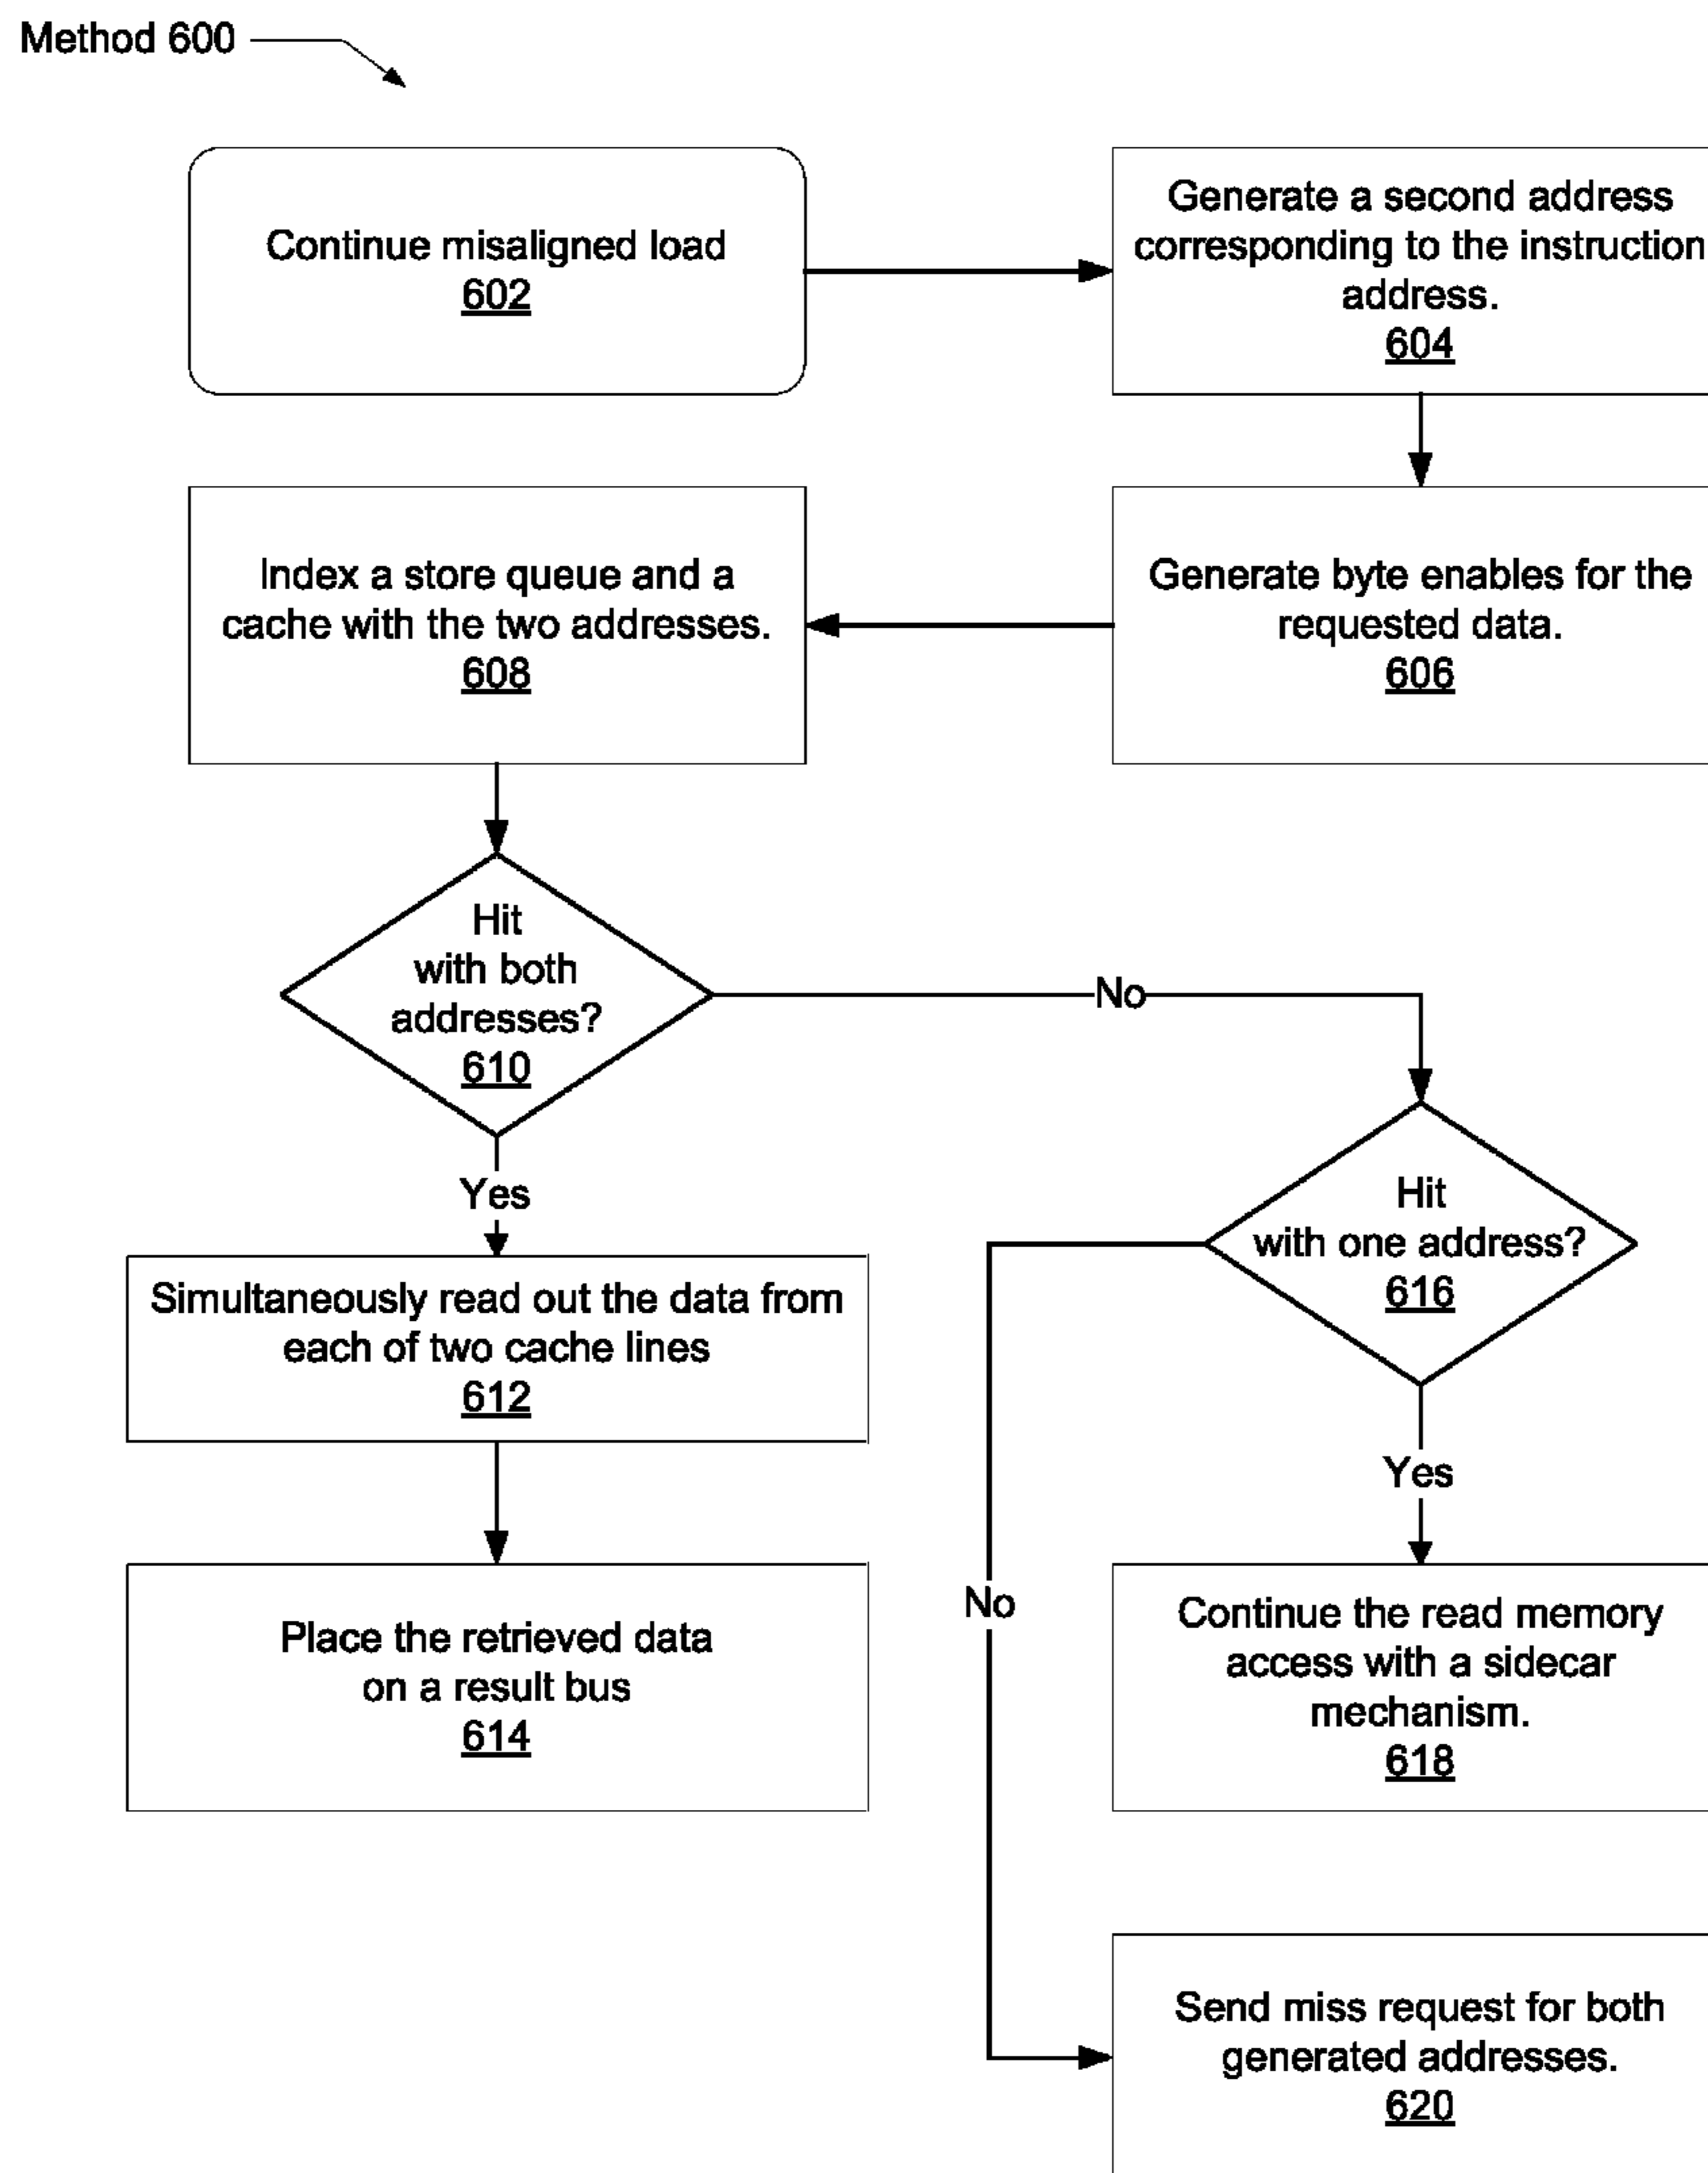 Method 600
Continue misaligned load
602
Generate a second address
corresponding to the instruction
address.
604
Index a store queue and a
cache with the two addresses.
608
Generate byte enables for the
requested data.
606
Hit
with both
addresses?
610
No
Yes
Hit
with one address?
616
Simultaneously read out the data from
each of two cache lines
612
Yes
No
Place the retrieved data
on a result bus
614
Continue the read memory
access with a sidecar
mechanism.
618
Send miss request for both
generated addresses.
620